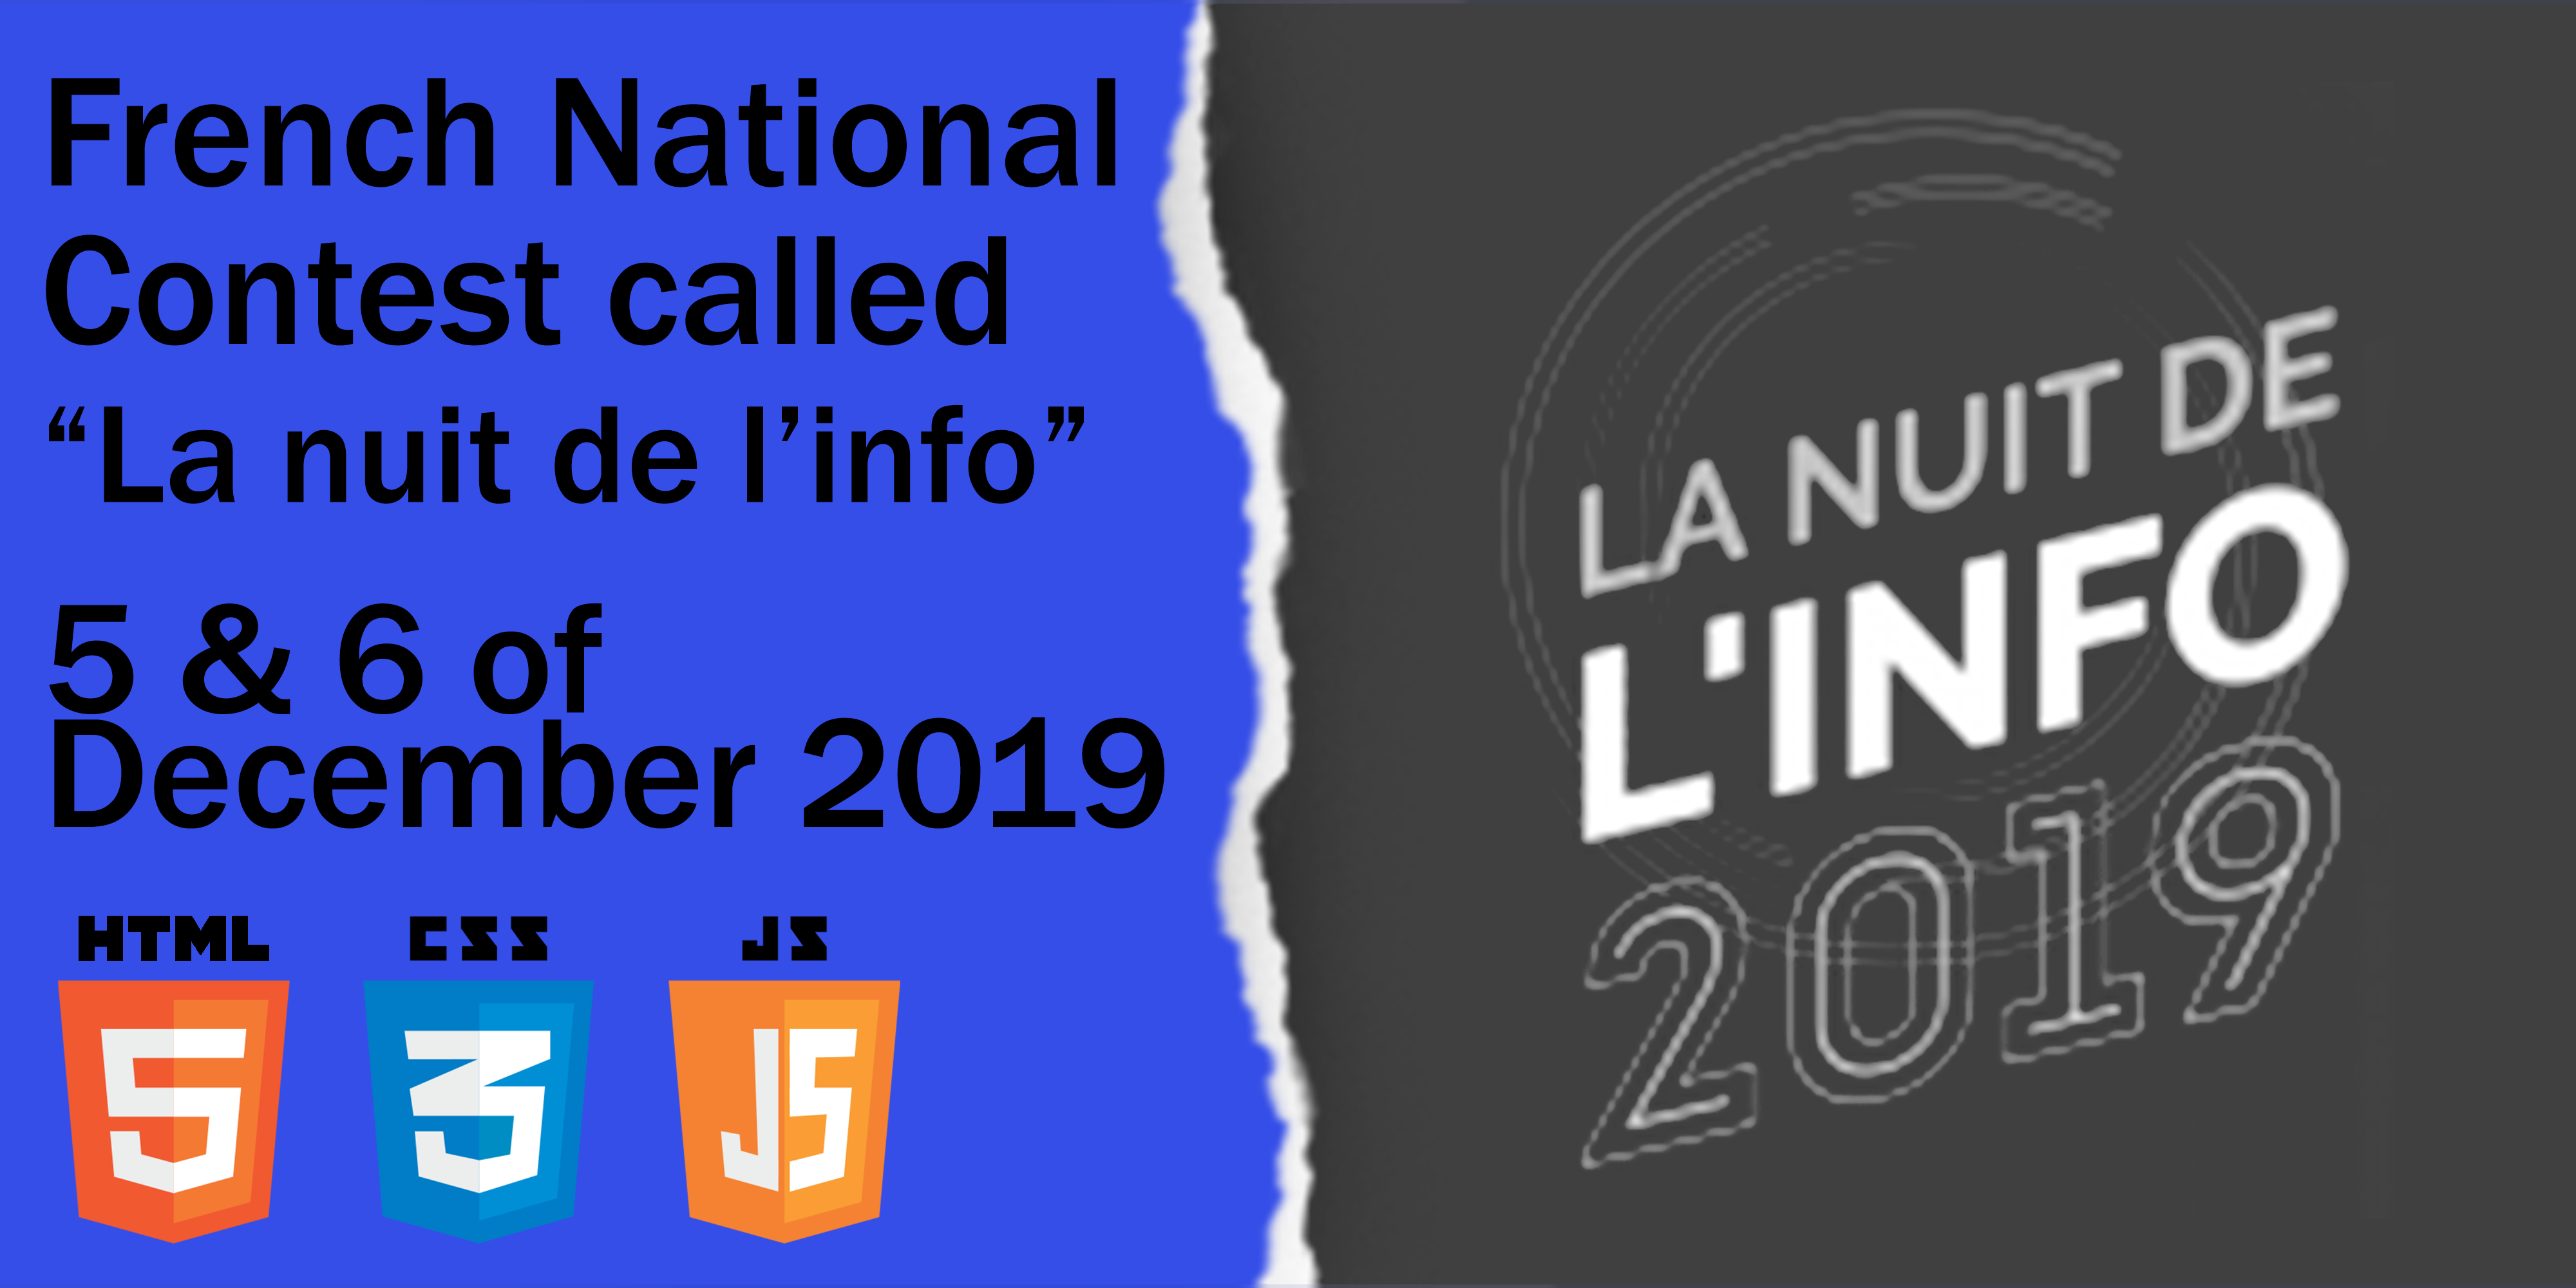 French National
Contest called
“La nuit de l’info”
5 & 6 of
December 2019
HTML CSS JS
5 3 JS
LA NUIT DE
L'INFO
2019